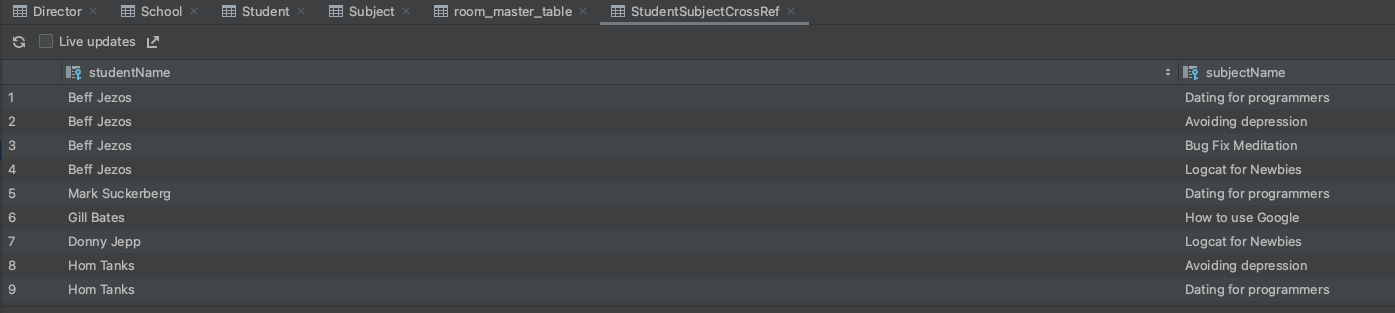 Director School Student Subject room_master_table StudentSubjectCrossRef
Live updates
studentName subjectName
1 Beff Jezos Dating for programmers
2 Beff Jezos Avoiding depression
3 Beff Jezos Bug Fix Meditation
4 Beff Jezos Logcat for Newbies
5 Mark Suckerberg Dating for programmers
6 Gill Bates How to use Google
7 Donny Jepp Logcat for Newbies
8 Hom Tanks Avoiding depression
9 Hom Tanks Dating for programmers